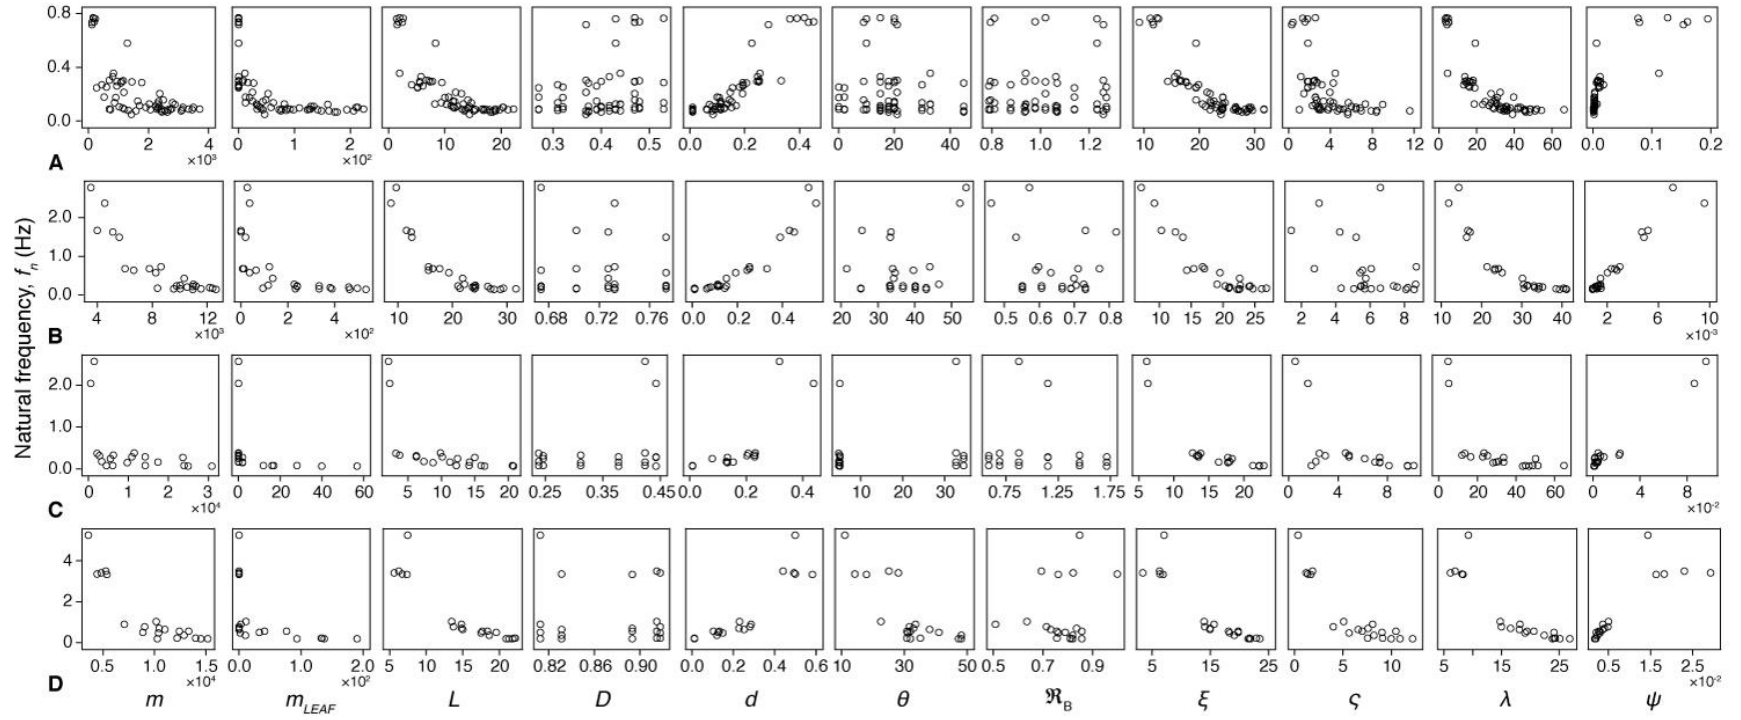 Natural frequency, fn (Hz)
0.8
0.4
0.0
0 2 4 0 1 2 0 10 20 0.3 0.4 0.5 0.0 0.2 0.4 0 20 40 0.8 1.0 1.2 10 20 30 0 4 8 12 0 20 40 60 0.0 0.1 0.2
A ×10³ ×10²
2.0
1.0
0.0
4 8 12 0 2 4 10 20 30 0.68 0.72 0.76 0.0 0.2 0.4 20 30 40 50 0.5 0.6 0.7 0.8 10 15 20 25 2 4 6 8 10 20 30 40 2 6 10
B ×10³ ×10² ×10⁻³
2.0
1.0
0.0
0 1 2 3 0 20 40 60 5 10 15 20 0.25 0.35 0.45 0.0 0.2 0.4 10 20 30 0.75 1.25 1.75 5 10 15 20 0 4 8 0 20 40 60 0 4 8
C ×10⁴ ×10⁻²
4
2
0
0.5 1.0 1.5 0.0 1.0 2.0 5 10 15 20 0.82 0.86 0.90 0.0 0.2 0.4 0.6 10 30 50 0.5 0.7 0.9 5 15 25 0 5 10 5 15 25 0.5 1.5 2.5
D ×10⁴ ×10² ×10⁻²
m mLEAF L D d θ ℜB ξ ς λ ψ